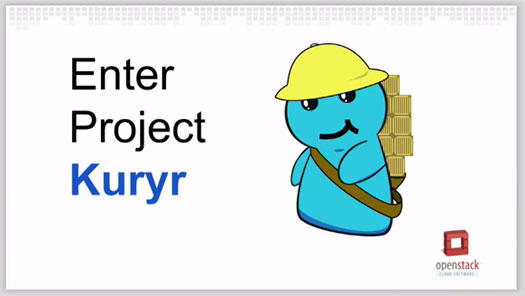 Enter
Project
Kuryr
openstack
CLOUD SOFTWARE